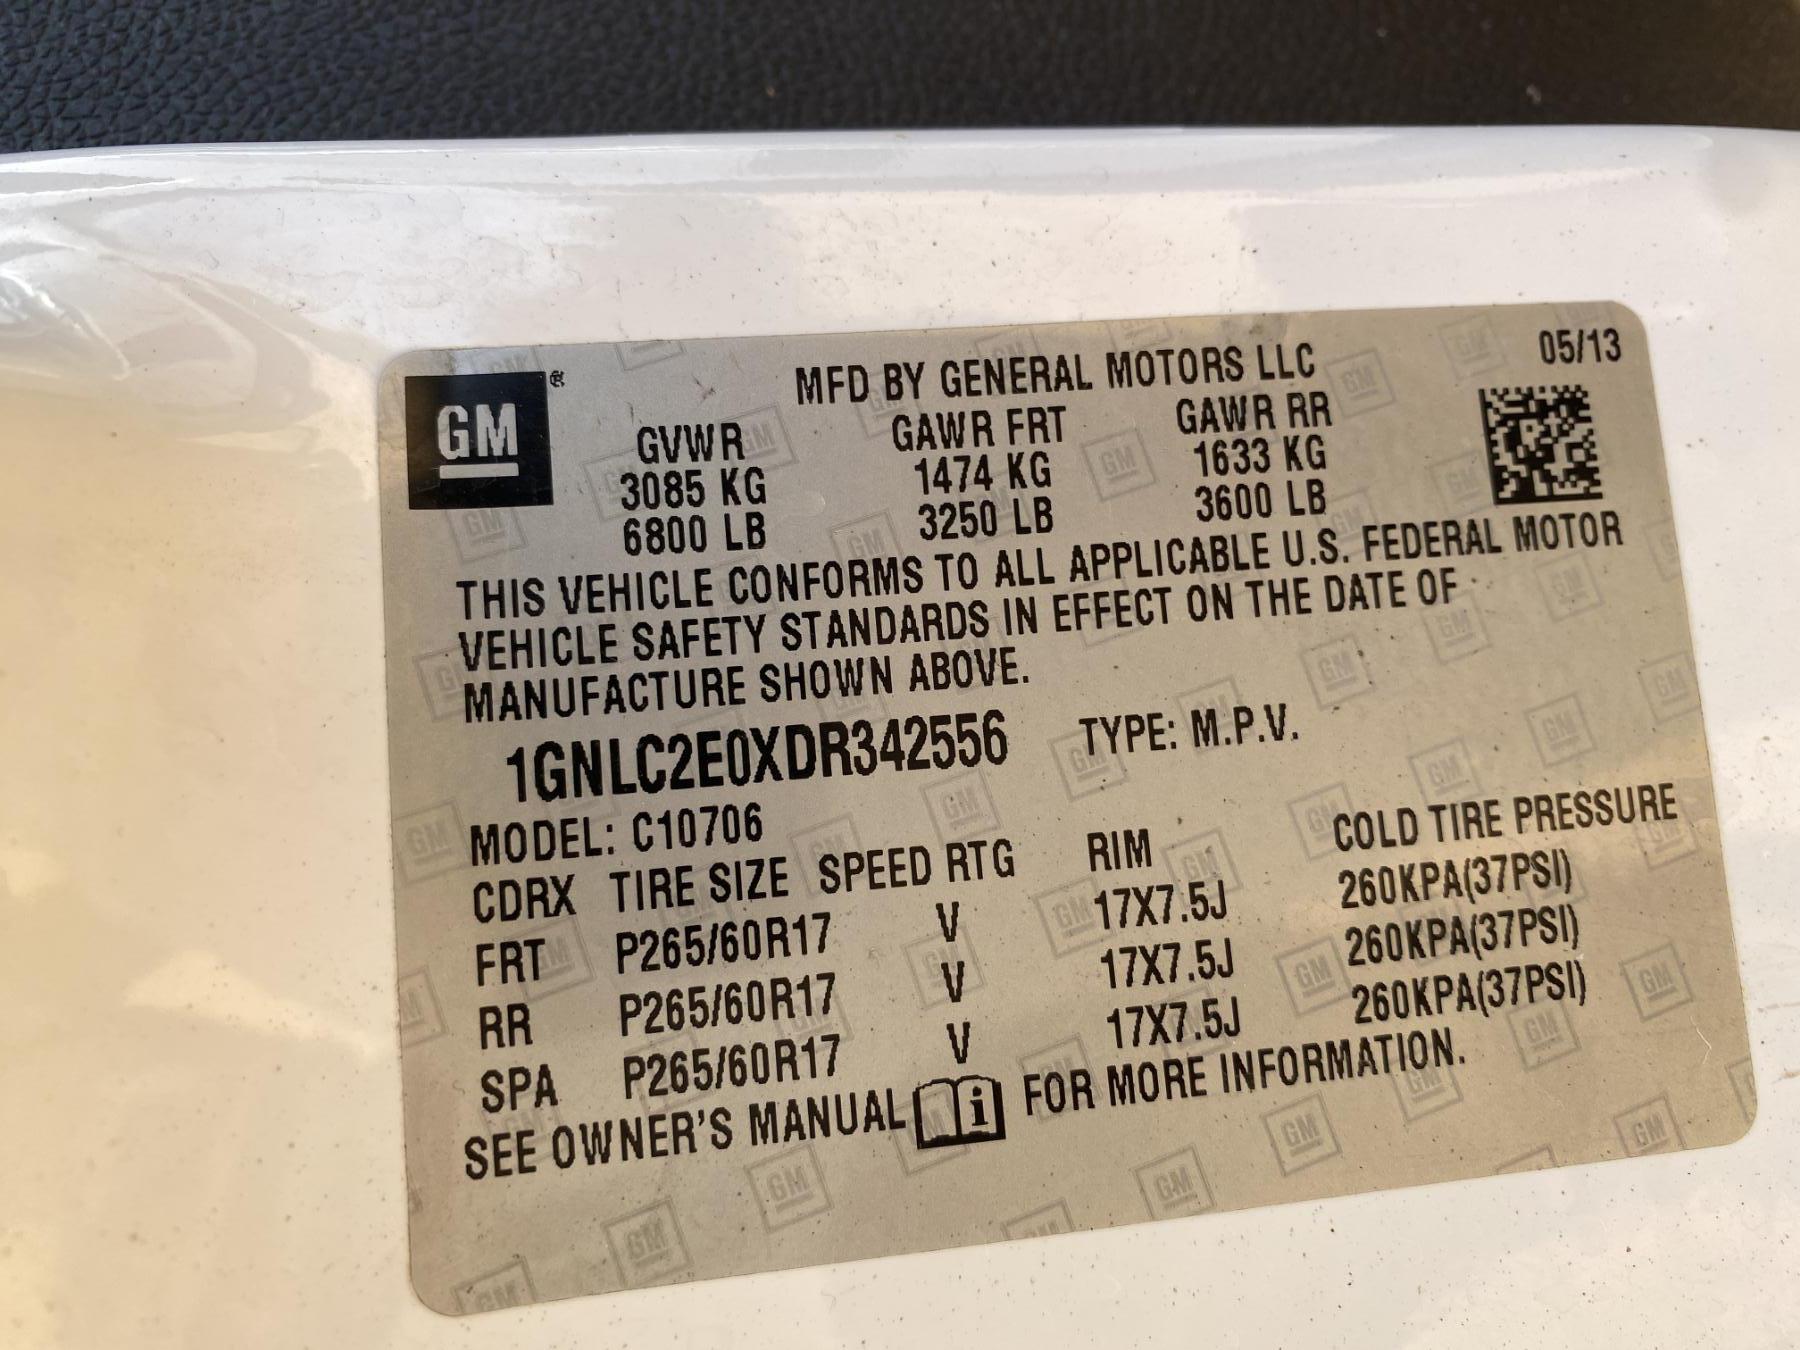 GM
MFD BY GENERAL MOTORS LLC 05/13
GVWR GAWR FRT GAWR RR
3085 KG 1474 KG 1633 KG
6800 LB 3250 LB 3600 LB
THIS VEHICLE CONFORMS TO ALL APPLICABLE U.S. FEDERAL MOTOR
VEHICLE SAFETY STANDARDS IN EFFECT ON THE DATE OF
MANUFACTURE SHOWN ABOVE.
1GNLC2E0XDR342556 TYPE: M.P.V.
MODEL: C10706
CDRX TIRE SIZE SPEED RTG RIM COLD TIRE PRESSURE
FRT P265/60R17 V 17X7.5J 260KPA(37PSI)
RR P265/60R17 V 17X7.5J 260KPA(37PSI)
SPA P265/60R17 V 17X7.5J 260KPA(37PSI)
SEE OWNER'S MANUAL i FOR MORE INFORMATION.